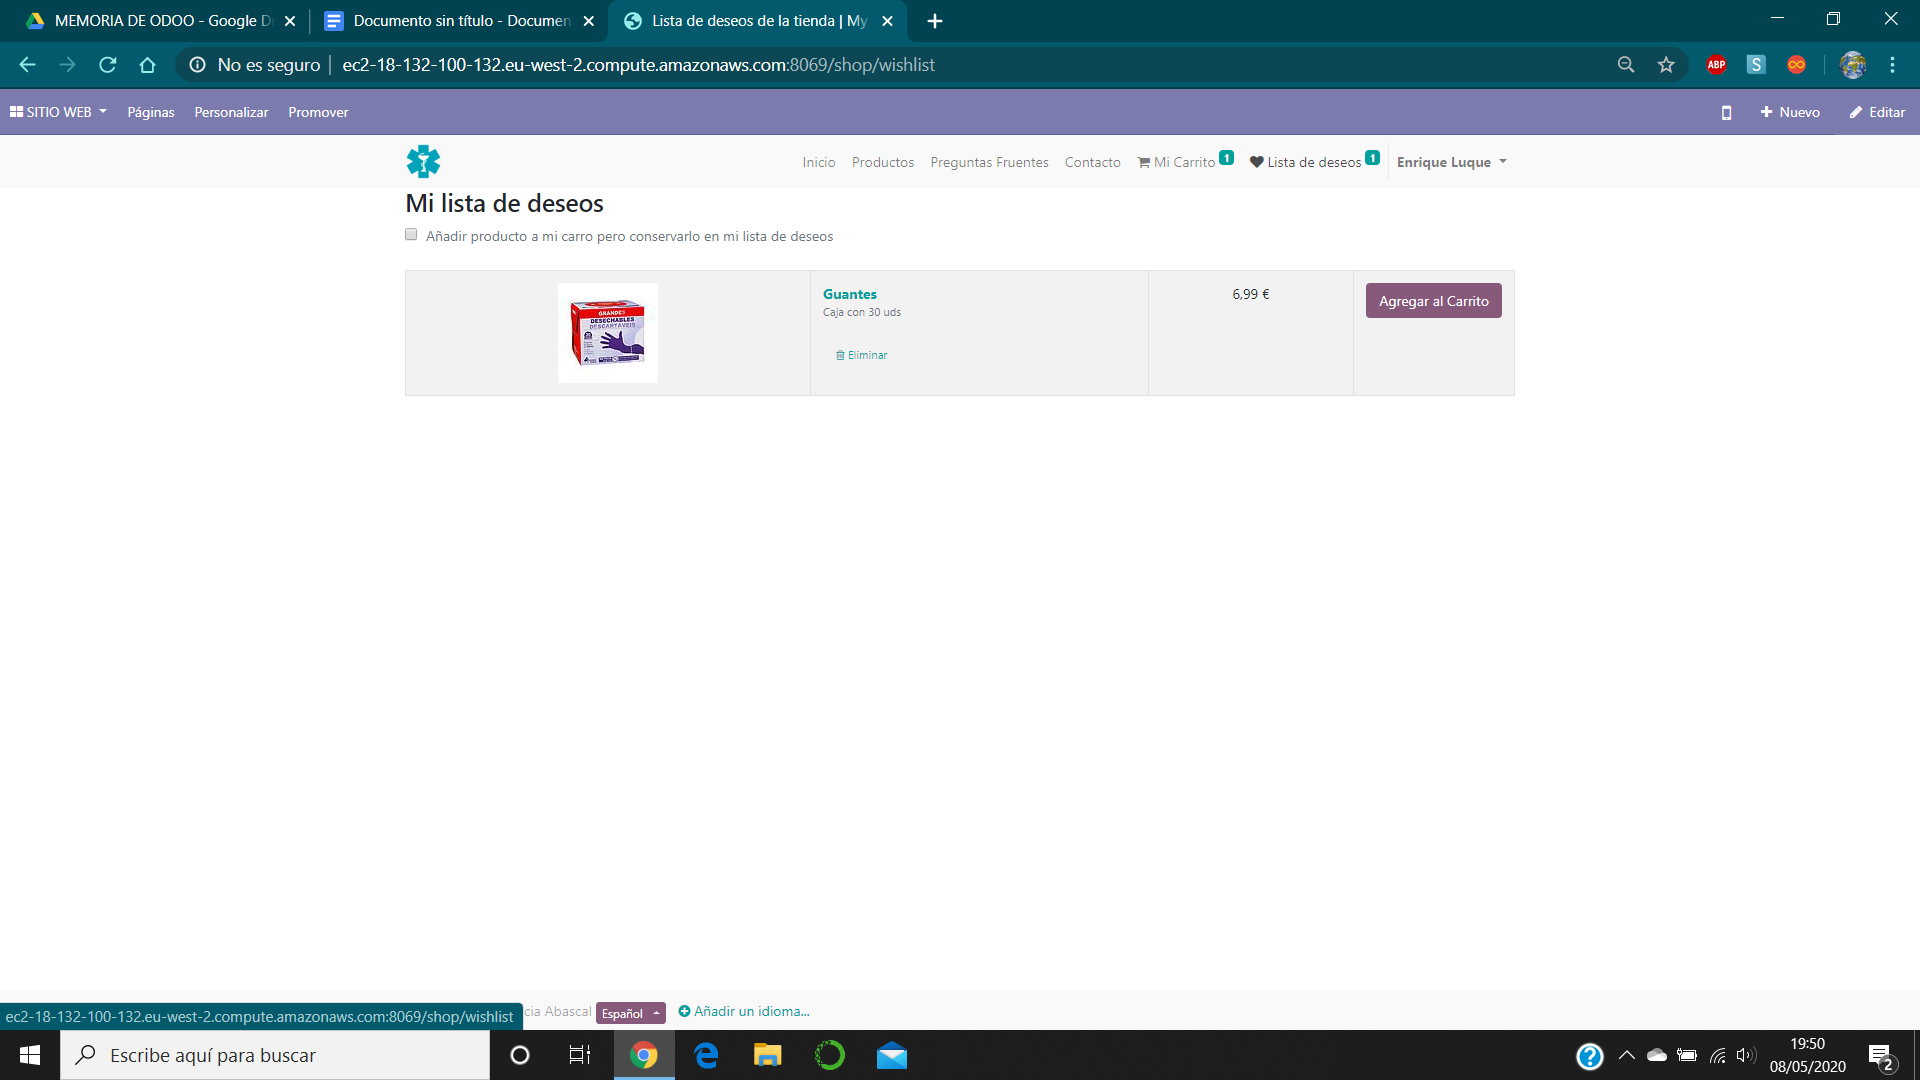 MEMORIA DE ODOO - Google D
Documento sin título - Documen
Lista de deseos de la tienda | My
No es seguro
ec2-18-132-100-132.eu-west-2.compute.amazonaws.com:8069/shop/wishlist
ABP
S
SITIO WEB
Páginas
Personalizar
Promover
Nuevo
Editar
Inicio
Productos
Preguntas Fruentes
Contacto
Mi Carrito 1
Lista de deseos 1
Enrique Luque
Mi lista de deseos
Añadir producto a mi carro pero conservarlo en mi lista de deseos
GRANDES
DESECHABLES
DESCARTAVEIS
Guantes
Caja con 30 uds
Eliminar
6,99 €
Agregar al Carrito
ec2-18-132-100-132.eu-west-2.compute.amazonaws.com:8069/shop/wishlist
cia Abascal
Español
Añadir un idioma...
Escribe aquí para buscar
19:50
08/05/2020
2